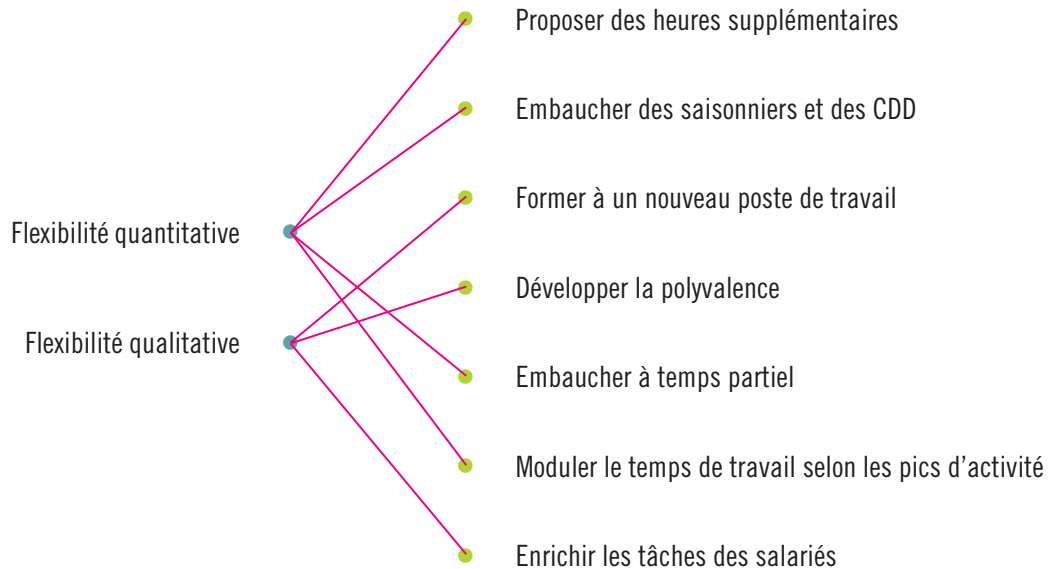 Proposer des heures supplémentaires
Embaucher des saisonniers et des CDD
Former à un nouveau poste de travail
Flexibilité quantitative
Développer la polyvalence
Flexibilité qualitative
Embaucher à temps partiel
Moduler le temps de travail selon les pics d’activité
Enrichir les tâches des salariés